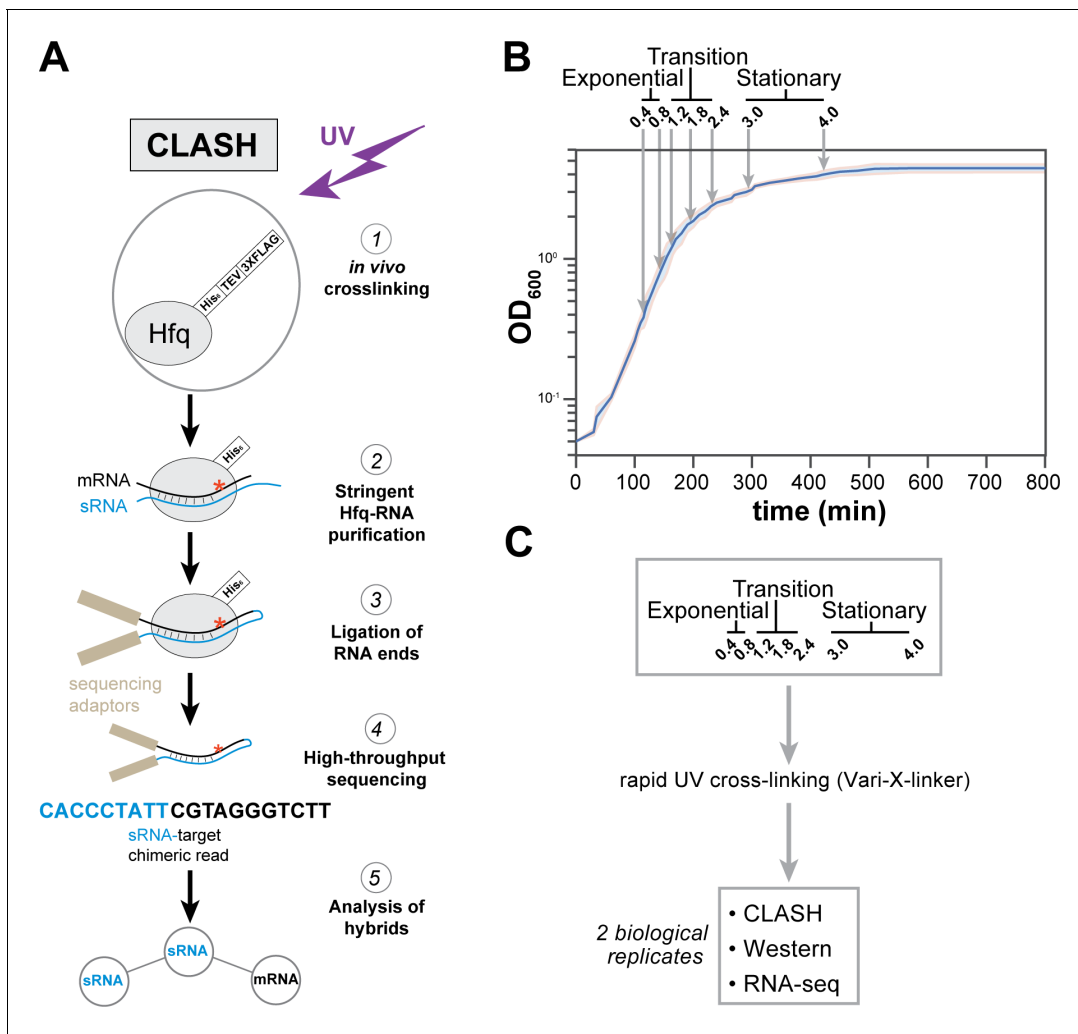 A
CLASH
UV
His₆ TEV 3XFLAG
Hfq
1
in vivo
crosslinking
His₆
mRNA
sRNA
*
2
Stringent
Hfq-RNA
purification
His₆
*
3
Ligation of
RNA ends
sequencing
adaptors
*
4
High-throughput
sequencing
CACCCTATTCGTAGGGTCTT
sRNA-target
chimeric read
5
Analysis of
hybrids
sRNA
sRNA
mRNA
B
Transition
Exponential Stationary
0.4 0.8 1.2 1.8 2.4 3.0 4.0
OD₆₀₀
10⁰
10⁻¹
0 100 200 300 400 500 600 700 800
time (min)
C
Transition
Exponential Stationary
0.4 0.8 1.2 1.8 2.4 3.0 4.0
rapid UV cross-linking (Vari-X-linker)
2 biological
replicates
• CLASH
• Western
• RNA-seq